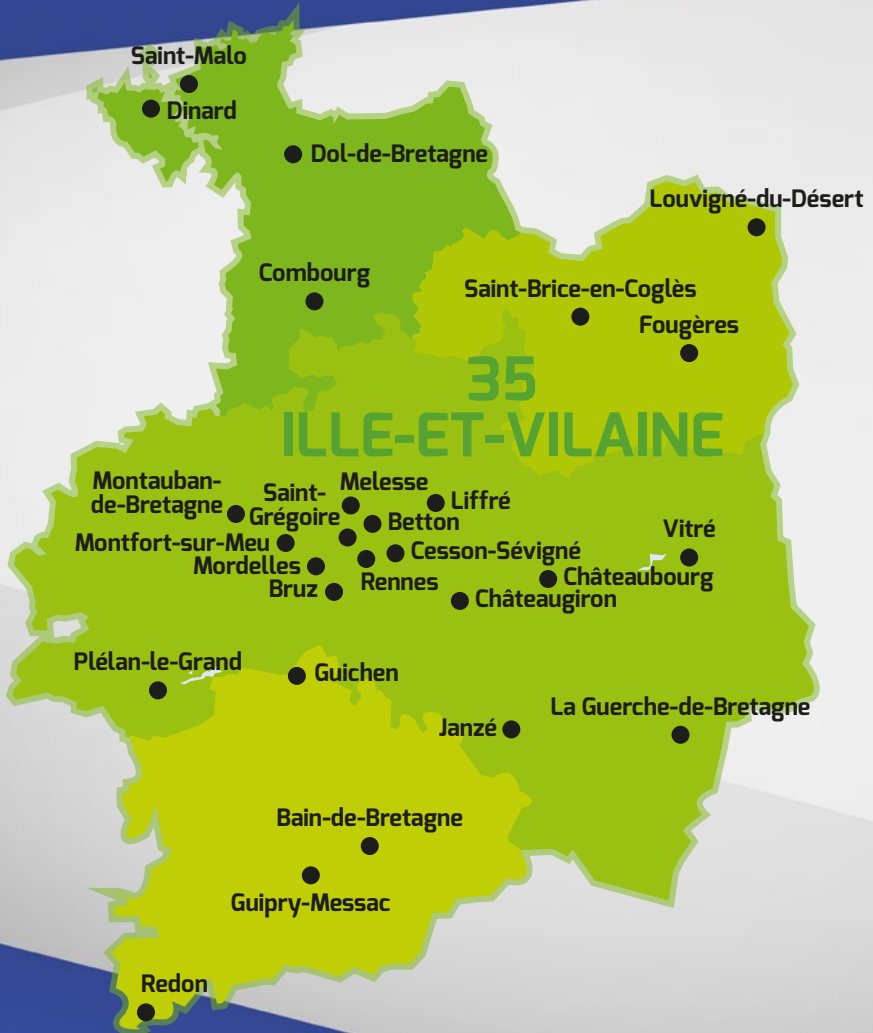 Saint-Malo
Dinard
Dol-de-Bretagne
Louvigné-du-Désert
Combourg
Saint-Brice-en-Coglès
Fougères
35
ILLE-ET-VILAINE
Montauban-
de-Bretagne
Saint-
Grégoire
Melesse
Liffré
Betton
Vitré
Montfort-sur-Meu
Cesson-Sévigné
Mordelles
Rennes
Châteaubourg
Bruz
Châteaugiron
Plélan-le-Grand
Guichen
La Guerche-de-Bretagne
Janzé
Bain-de-Bretagne
Guipry-Messac
Redon